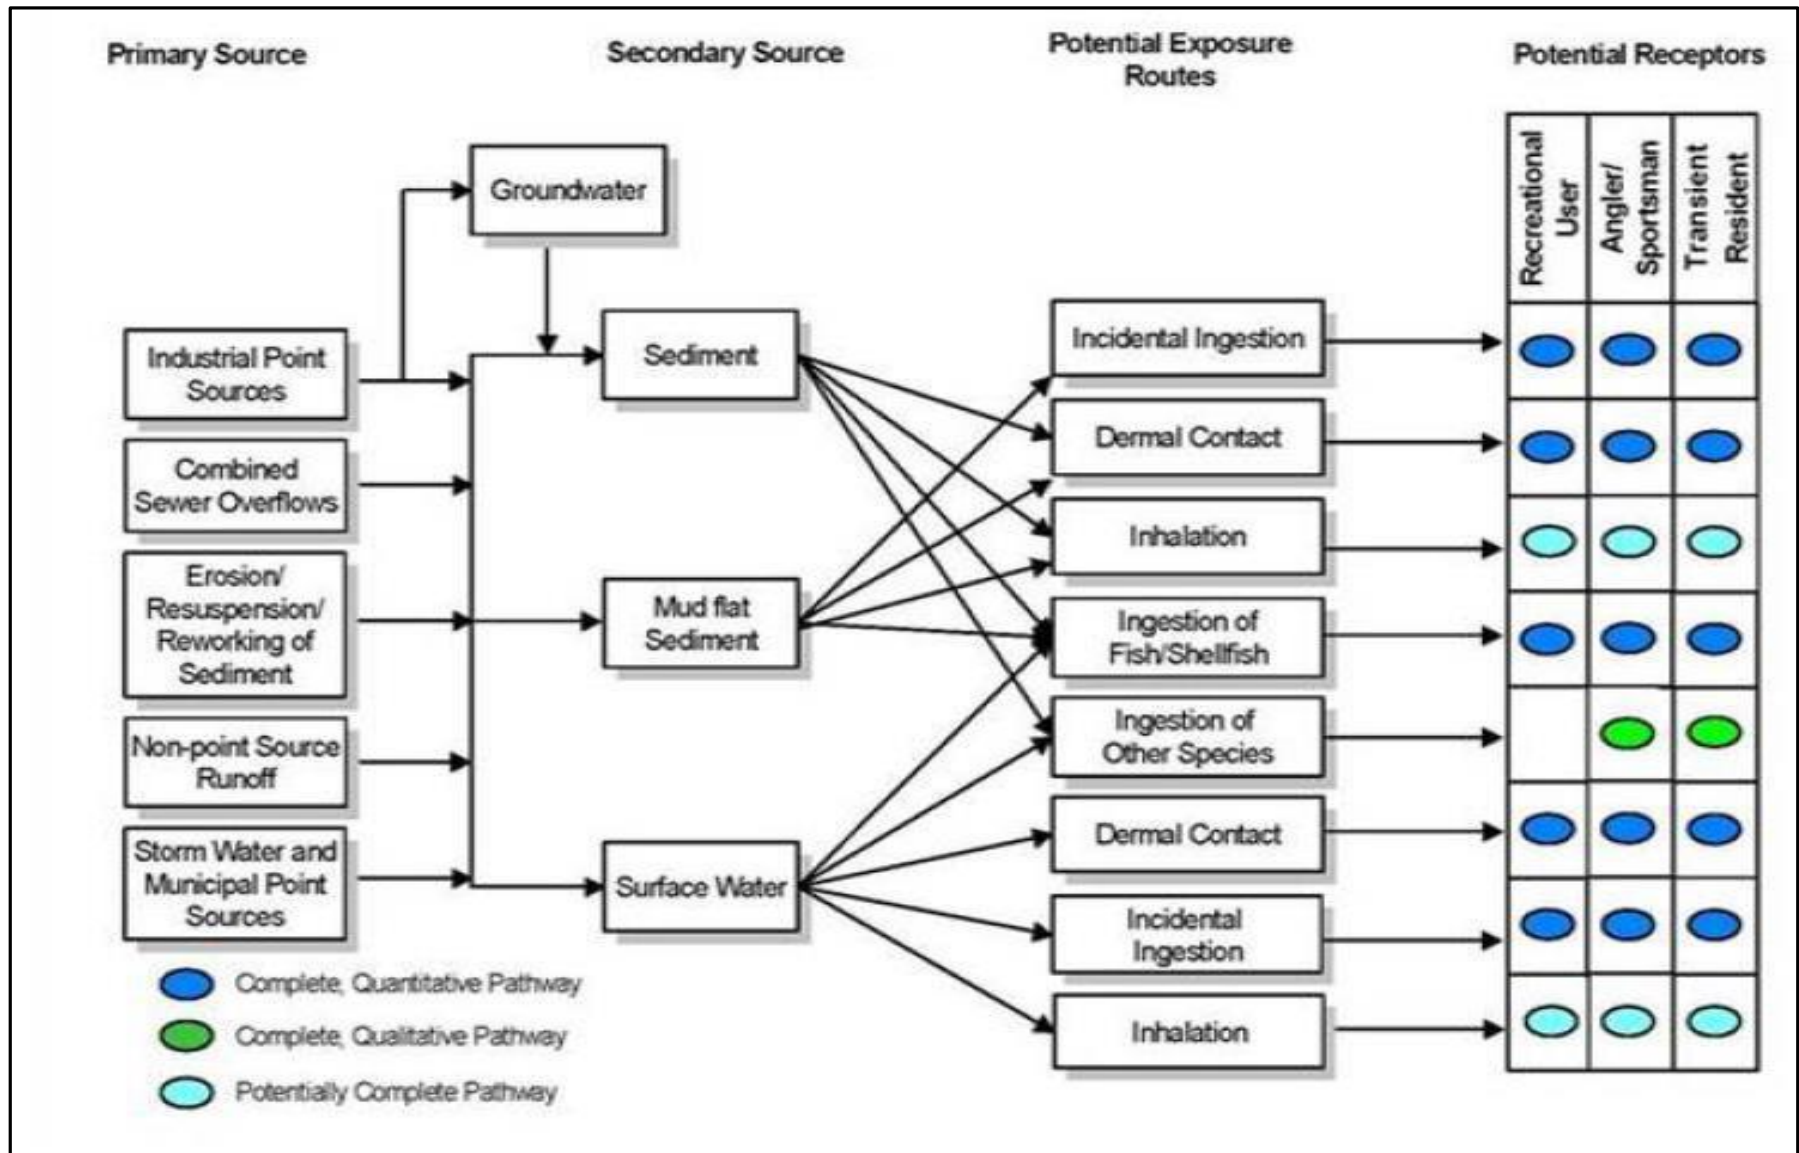 Primary Source
Secondary Source
Potential Exposure
Routes
Potential Receptors
Recreational
User
Angler/
Sportsman
Transient
Resident
Groundwater
Industrial Point
Sources
Combined
Sewer Overflows
Erosion/
Resuspension/
Reworking of
Sediment
Non-point Source
Runoff
Storm Water and
Municipal Point
Sources
Sediment
Mud flat
Sediment
Surface Water
Incidental Ingestion
Dermal Contact
Inhalation
Ingestion of
Fish/Shellfish
Ingestion of
Other Species
Dermal Contact
Incidental
Ingestion
Inhalation
Complete, Quantitative Pathway
Complete, Qualitative Pathway
Potentially Complete Pathway